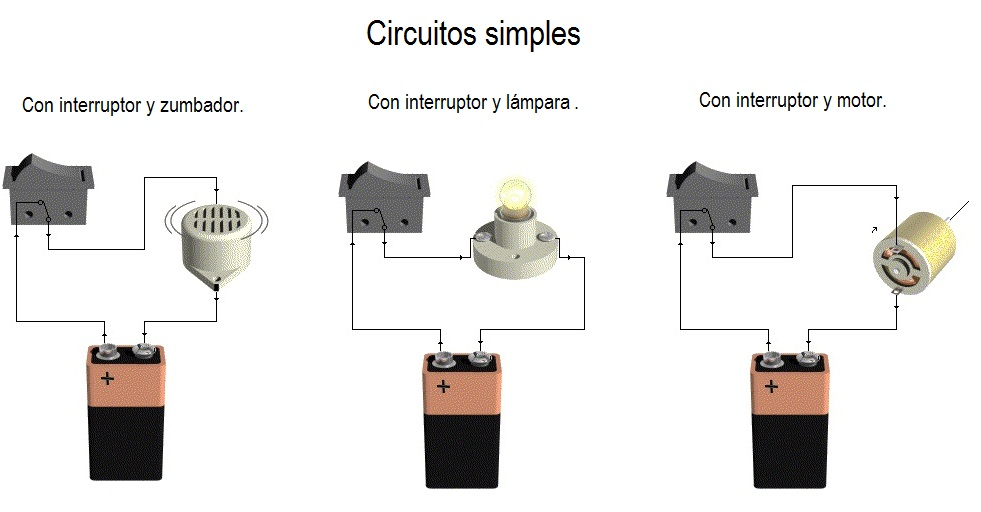 Circuitos simples
Con interruptor y zumbador.
Con interruptor y lámpara .
Con interruptor y motor.
+
+
+